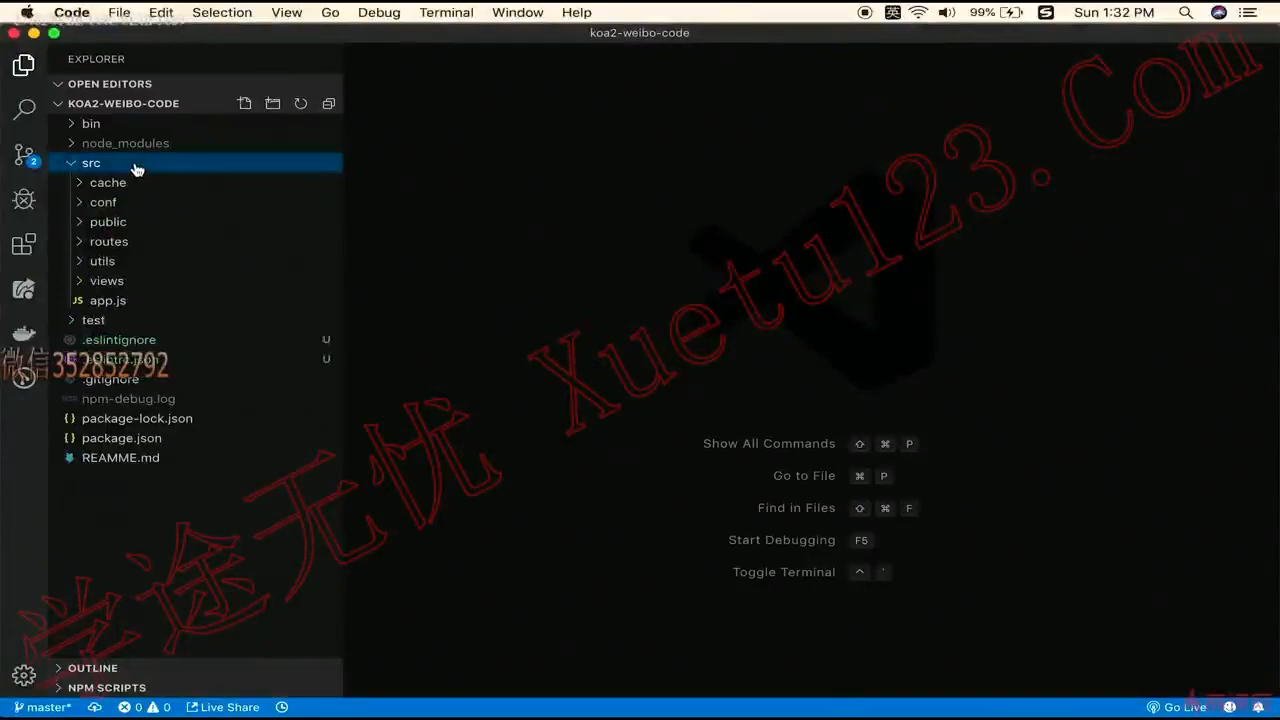 Code File Edit Selection View Go Debug Terminal Window Help 英 99% S Sun 1:32 PM
koa2-weibo-code
EXPLORER
OPEN EDITORS
KOA2-WEIBO-CODE
bin
node_modules
src
cache
conf
public
routes
utils
views
JS app.js
test
.eslintignore U
微信352852792
U
.gitignore
npm-debug.log
{} package-lock.json
{} package.json
REAMME.md
Show All Commands ⇧ ⌘ P
Go to File ⌘ P
Find in Files ⇧ ⌘ F
Start Debugging F5
Toggle Terminal ^ `
学途无忧 Xuetu123.Com
OUTLINE
NPM SCRIPTS
master* 0 0 Live Share Go Live